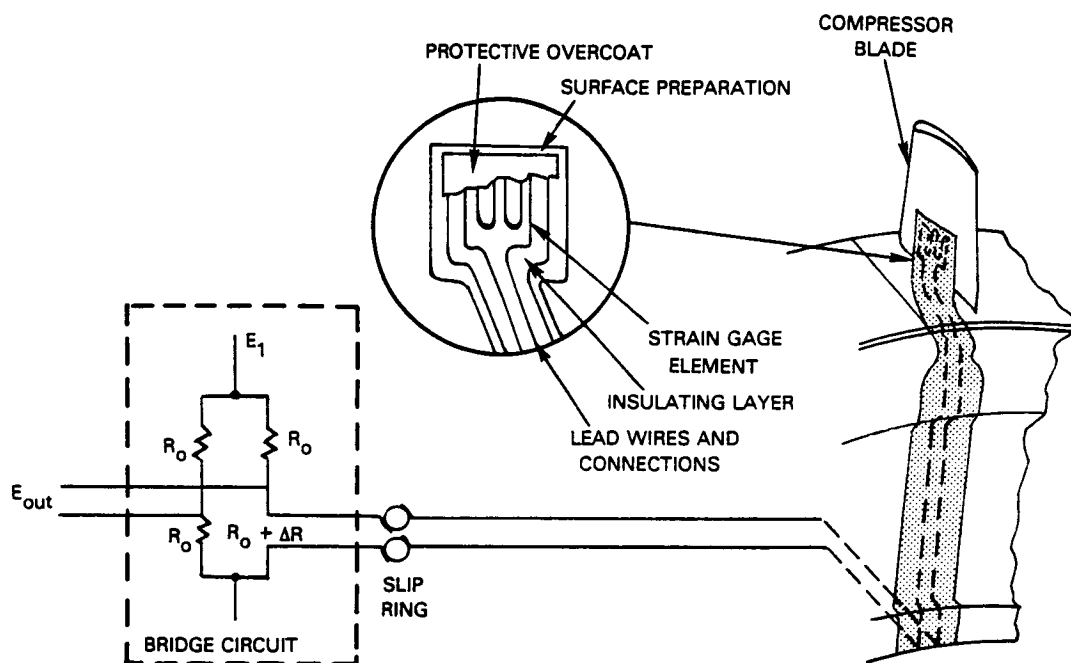 COMPRESSOR
BLADE
PROTECTIVE OVERCOAT
SURFACE PREPARATION
STRAIN GAGE
ELEMENT
INSULATING LAYER
LEAD WIRES AND
CONNECTIONS
E1
Ro
Ro
Eout
Ro
Ro + ΔR
SLIP
RING
BRIDGE CIRCUIT